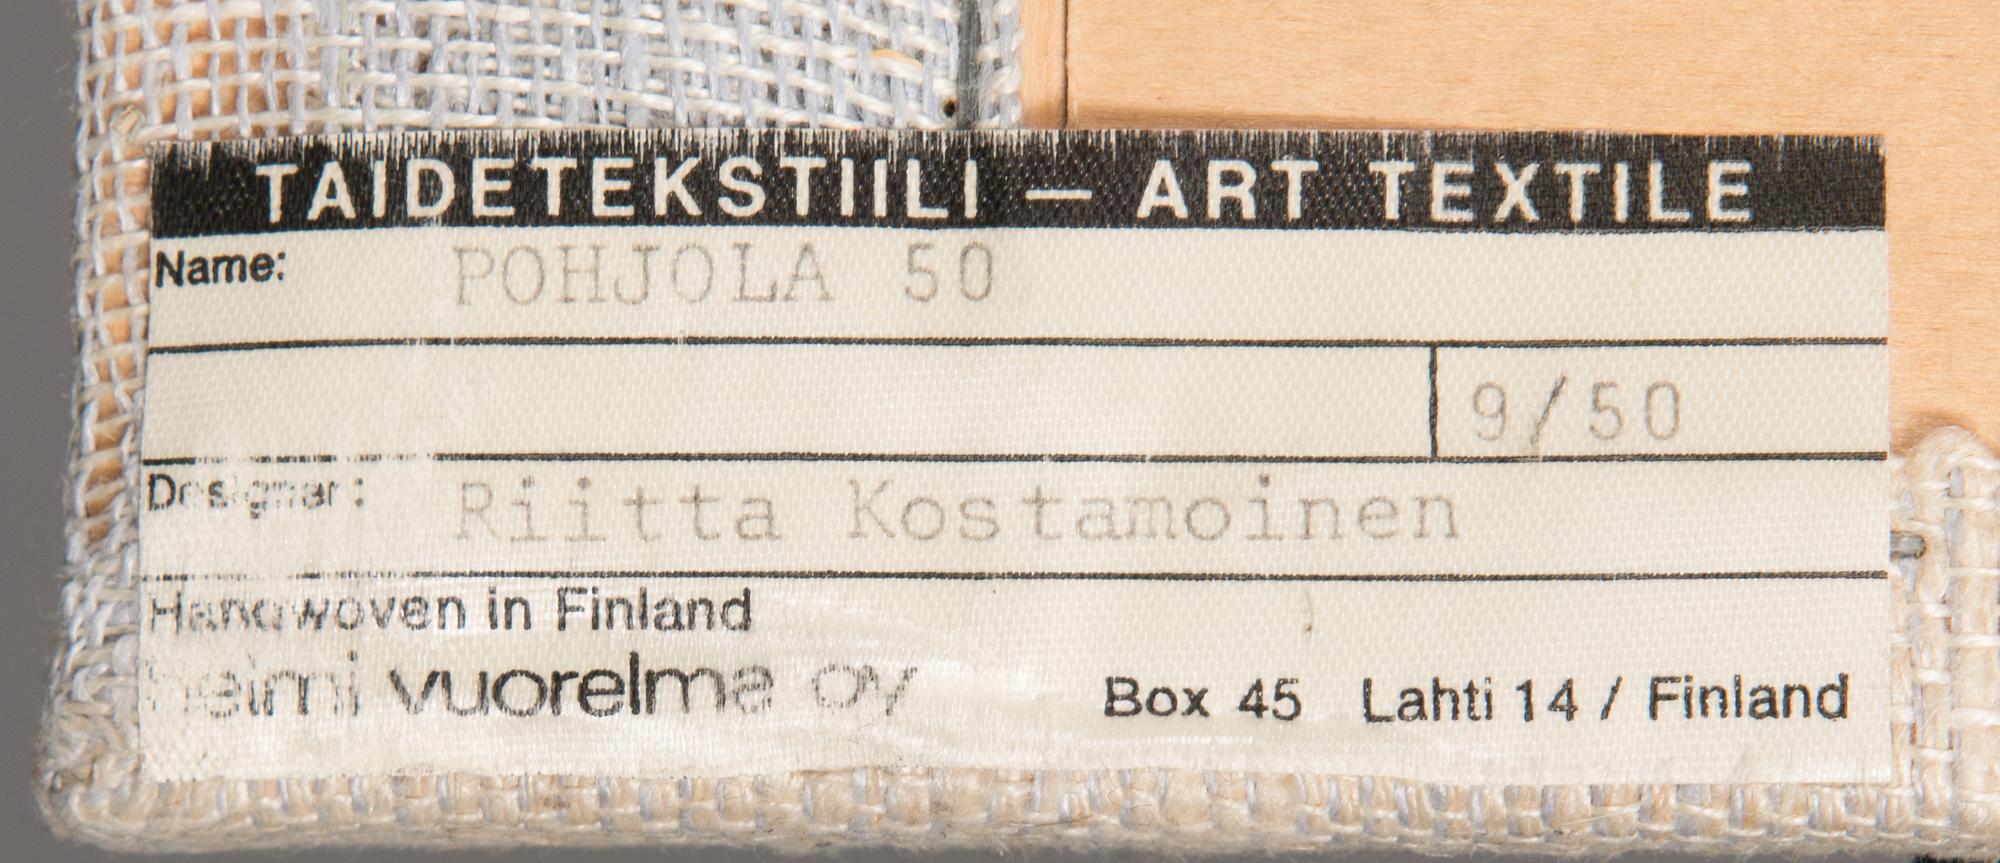 TAIDETEKSTIILI — ART TEXTILE
Name: POHJOLA 50
9/50
Designer: Riitta Kostamoinen
Handwoven in Finland
helmi vuorelma oy Box 45 Lahti 14 / Finland